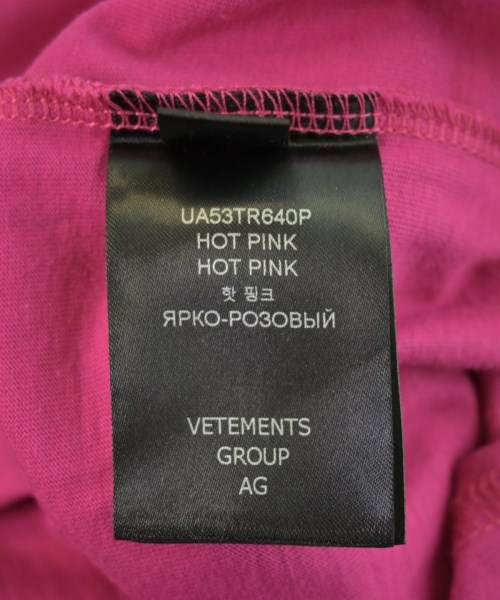 UA53TR640P
HOT PINK
HOT PINK
핫 핑크
ЯРКО-РОЗОВЫЙ
VETEMENTS
GROUP
AG